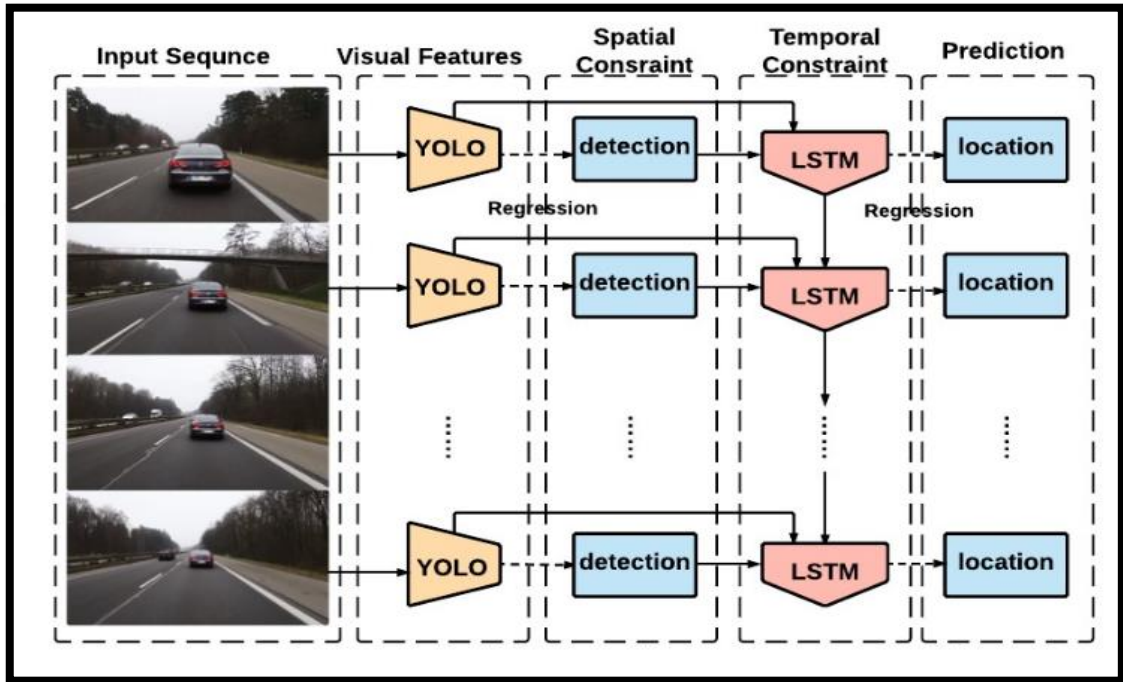 Input Sequnce
Visual Features
Spatial
Consraint
Temporal
Constraint
Prediction
YOLO
detection
LSTM
location
Regression
Regression
YOLO
detection
LSTM
location
YOLO
detection
LSTM
location